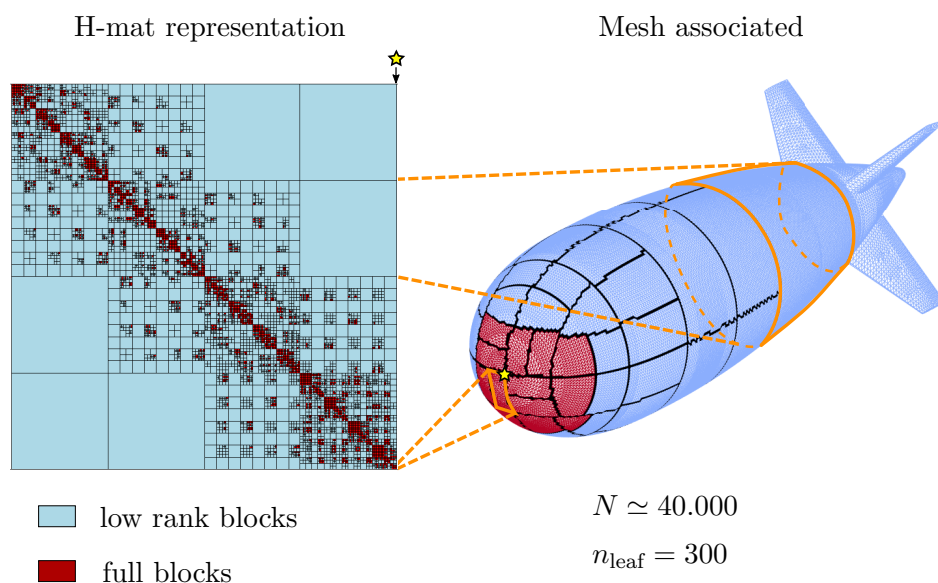 H-mat representation
Mesh associated
low rank blocks
full blocks
N ≃ 40.000
n_leaf = 300